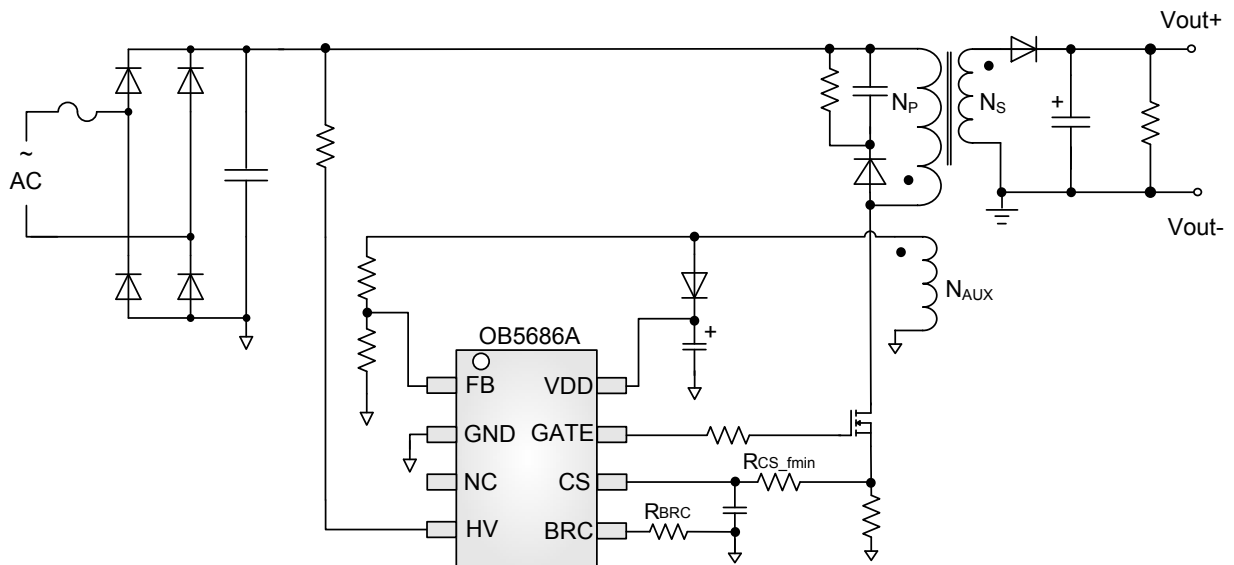 Vout+
~
AC
NP
NS
+
Vout-
NAUX
OB5686A
+
FB
VDD
GND
GATE
NC
CS
RCS_fmin
HV
BRC
RBRC